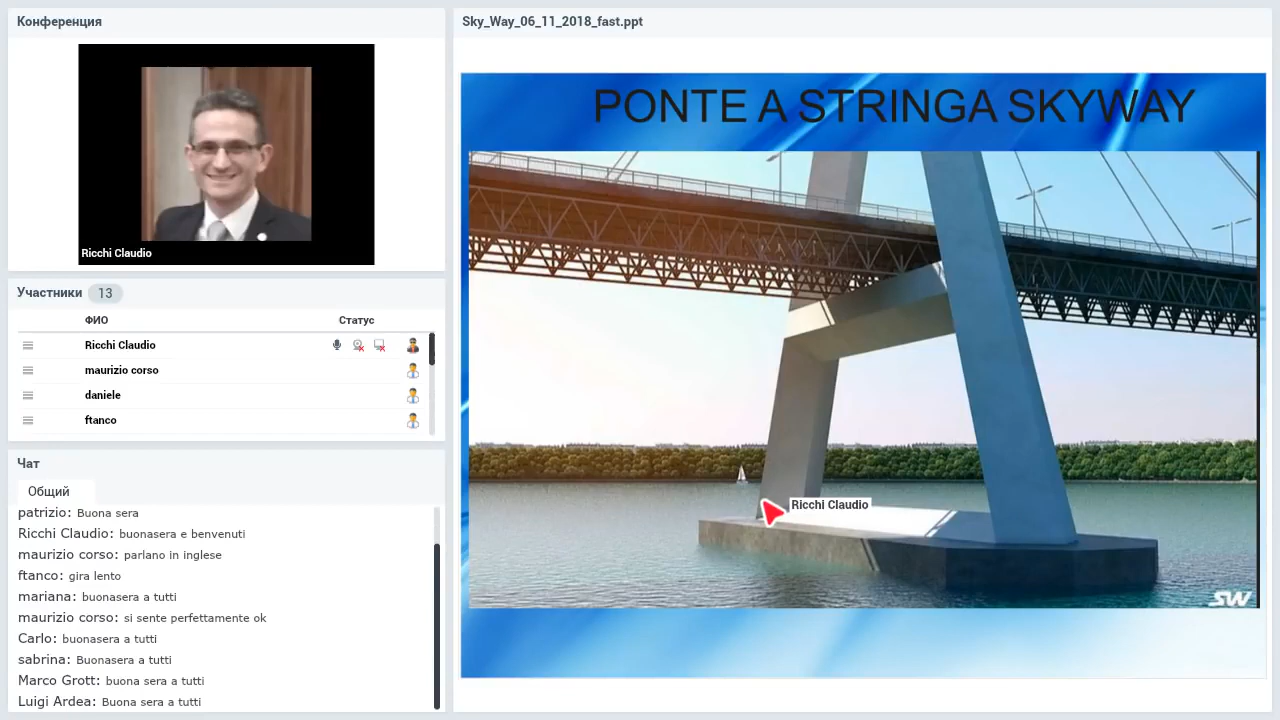 Конференция
Ricchi Claudio
Участники 13
ФИО Статус
Ricchi Claudio
maurizio corso
daniele
ftanco
Чат
Общий
patrizio: Buona sera
Ricchi Claudio: buonasera e benvenuti
maurizio corso: parlano in inglese
ftanco: gira lento
mariana: buonasera a tutti
maurizio corso: si sente perfettamente ok
Carlo: buonasera a tutti
sabrina: Buonasera a tutti
Marco Grott: buona sera a tutti
Luigi Ardea: Buona sera a tutti
Sky_Way_06_11_2018_fast.ppt
PONTE A STRINGA SKYWAY
Ricchi Claudio
SW